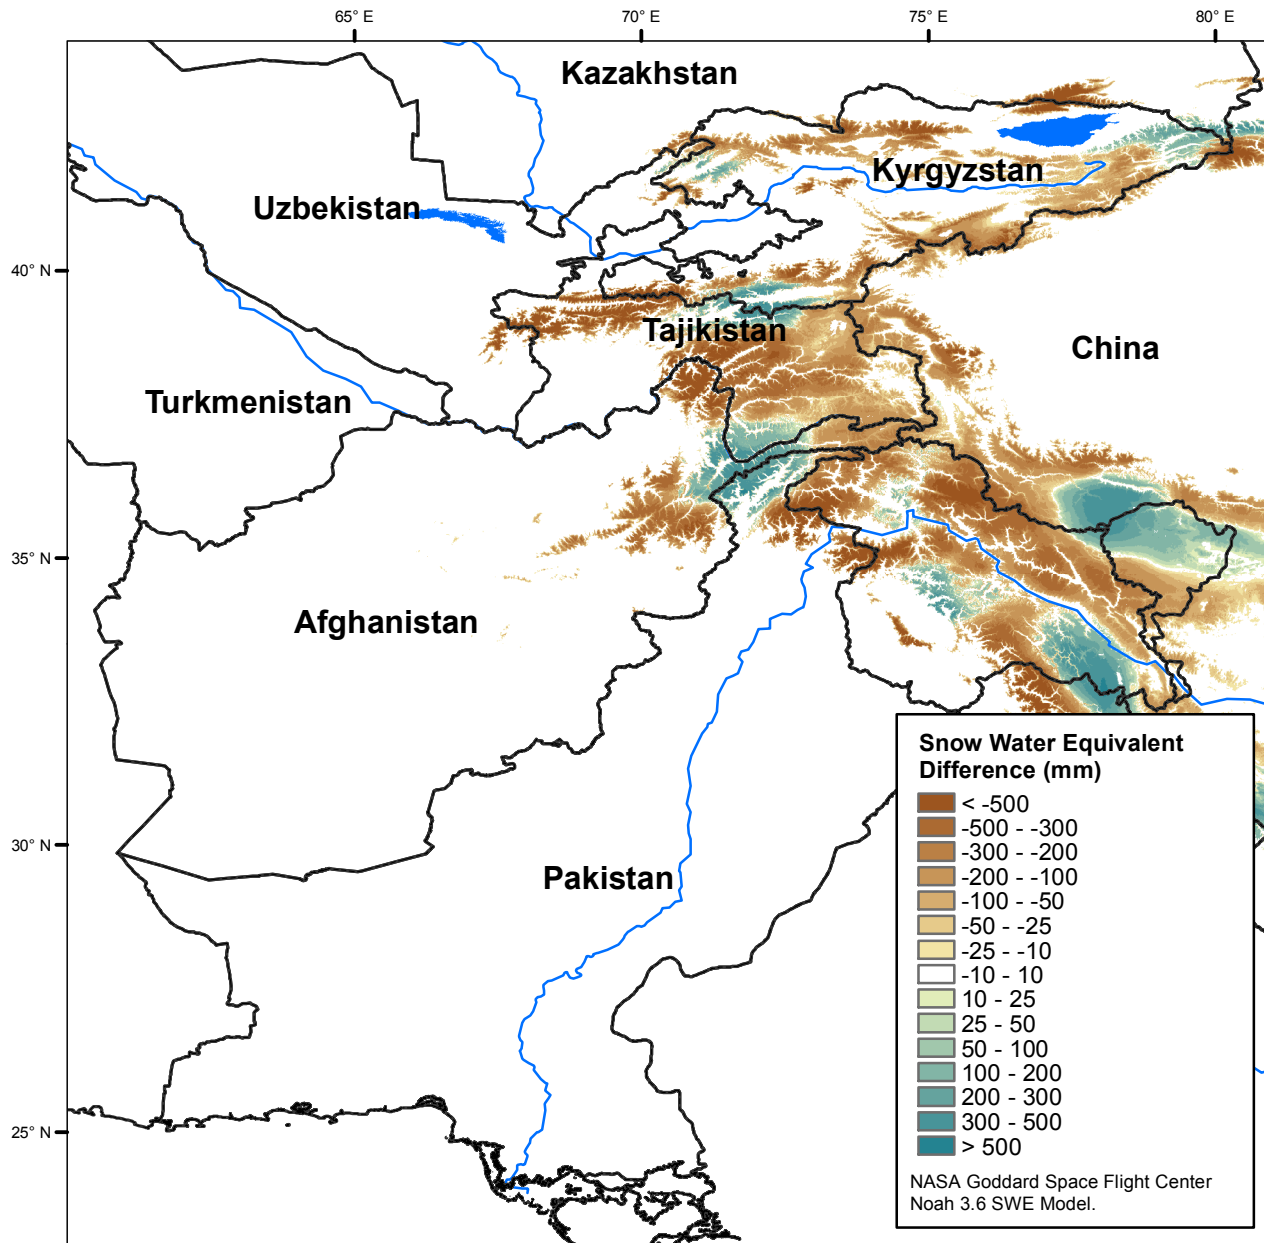 65° E
70° E
75° E
80° E
Kazakhstan
Kyrgyzstan
Uzbekistan
40° N
Tajikistan
China
Turkmenistan
35° N
Afghanistan
Snow Water Equivalent
Difference (mm)
< -500
-500 - -300
-300 - -200
-200 - -100
-100 - -50
-50 - -25
-25 - -10
-10 - 10
10 - 25
25 - 50
50 - 100
100 - 200
200 - 300
300 - 500
> 500
30° N
Pakistan
25° N
NASA Goddard Space Flight Center
Noah 3.6 SWE Model.